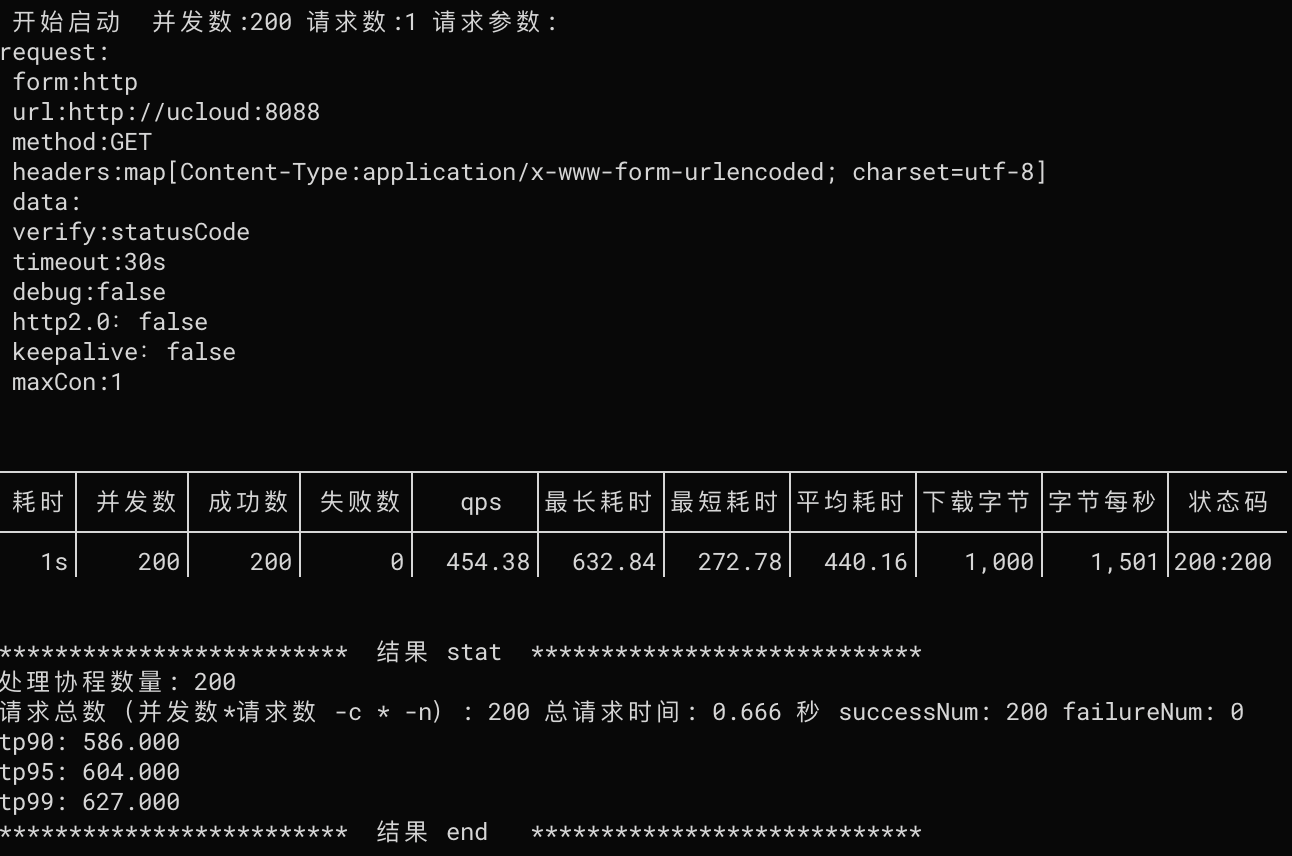 开始启动  并发数:200 请求数:1 请求参数:
request:
 form:http
 url:http://ucloud:8088
 method:GET
 headers:map[Content-Type:application/x-www-form-urlencoded; charset=utf-8]
 data:
 verify:statusCode
 timeout:30s
 debug:false
 http2.0: false
 keepalive: false
 maxCon:1
耗时│ 并发数│ 成功数│ 失败数│   qps  │最长耗时│最短耗时│平均耗时│下载字节│字节每秒│ 状态码
1s│    200│    200│      0│  454.38│  632.84│  272.78│  440.16│   1,000│   1,501│200:200
*************************  结果 stat  ****************************
处理协程数量: 200
请求总数（并发数*请求数 -c * -n）: 200 总请求时间: 0.666 秒 successNum: 200 failureNum: 0
tp90: 586.000
tp95: 604.000
tp99: 627.000
*************************  结果 end   ****************************